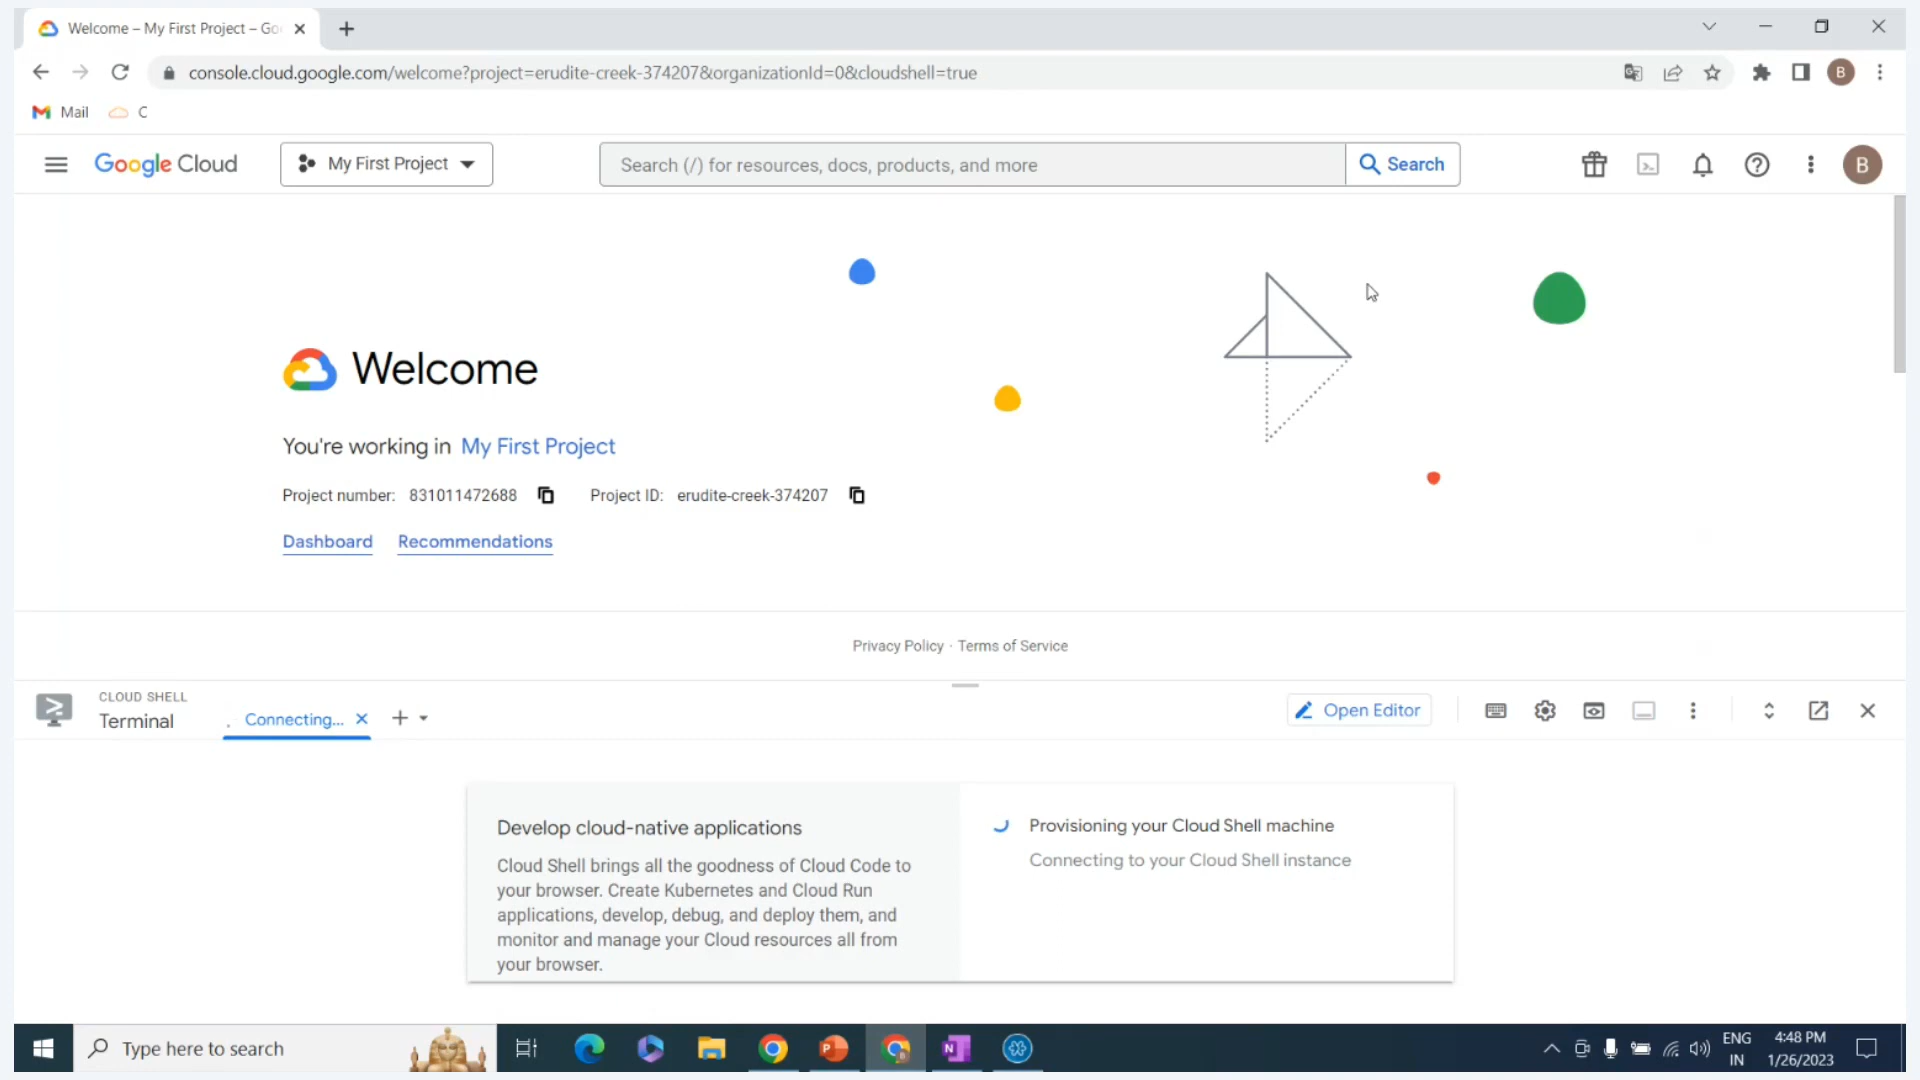 Welcome – My First Project – Go
console.cloud.google.com/welcome?project=erudite-creek-374207&organizationId=0&cloudshell=true
B
Mail
C
Google Cloud
My First Project
Search (/) for resources, docs, products, and more
Search
B
Welcome
You're working in My First Project
Project number: 831011472688
Project ID: erudite-creek-374207
Dashboard
Recommendations
Privacy Policy · Terms of Service
CLOUD SHELL
Terminal
Connecting...
Open Editor
Develop cloud-native applications
Cloud Shell brings all the goodness of Cloud Code to
your browser. Create Kubernetes and Cloud Run
applications, develop, debug, and deploy them, and
monitor and manage your Cloud resources all from
your browser.
Provisioning your Cloud Shell machine
Connecting to your Cloud Shell instance
Type here to search
ENG
IN
4:48 PM
1/26/2023